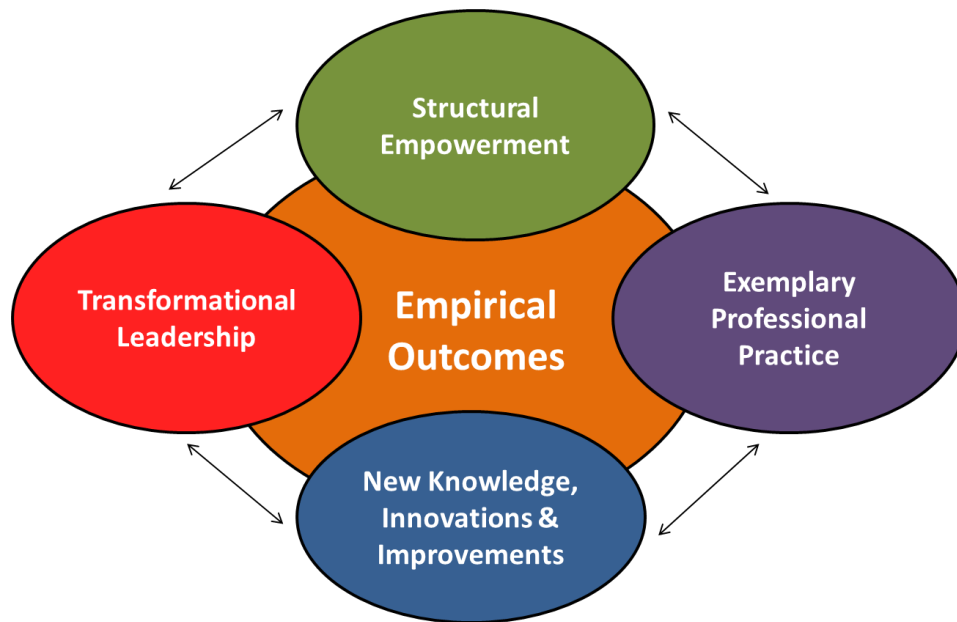 Structural
Empowerment
Transformational
Leadership
Empirical
Outcomes
Exemplary
Professional
Practice
New Knowledge,
Innovations &
Improvements